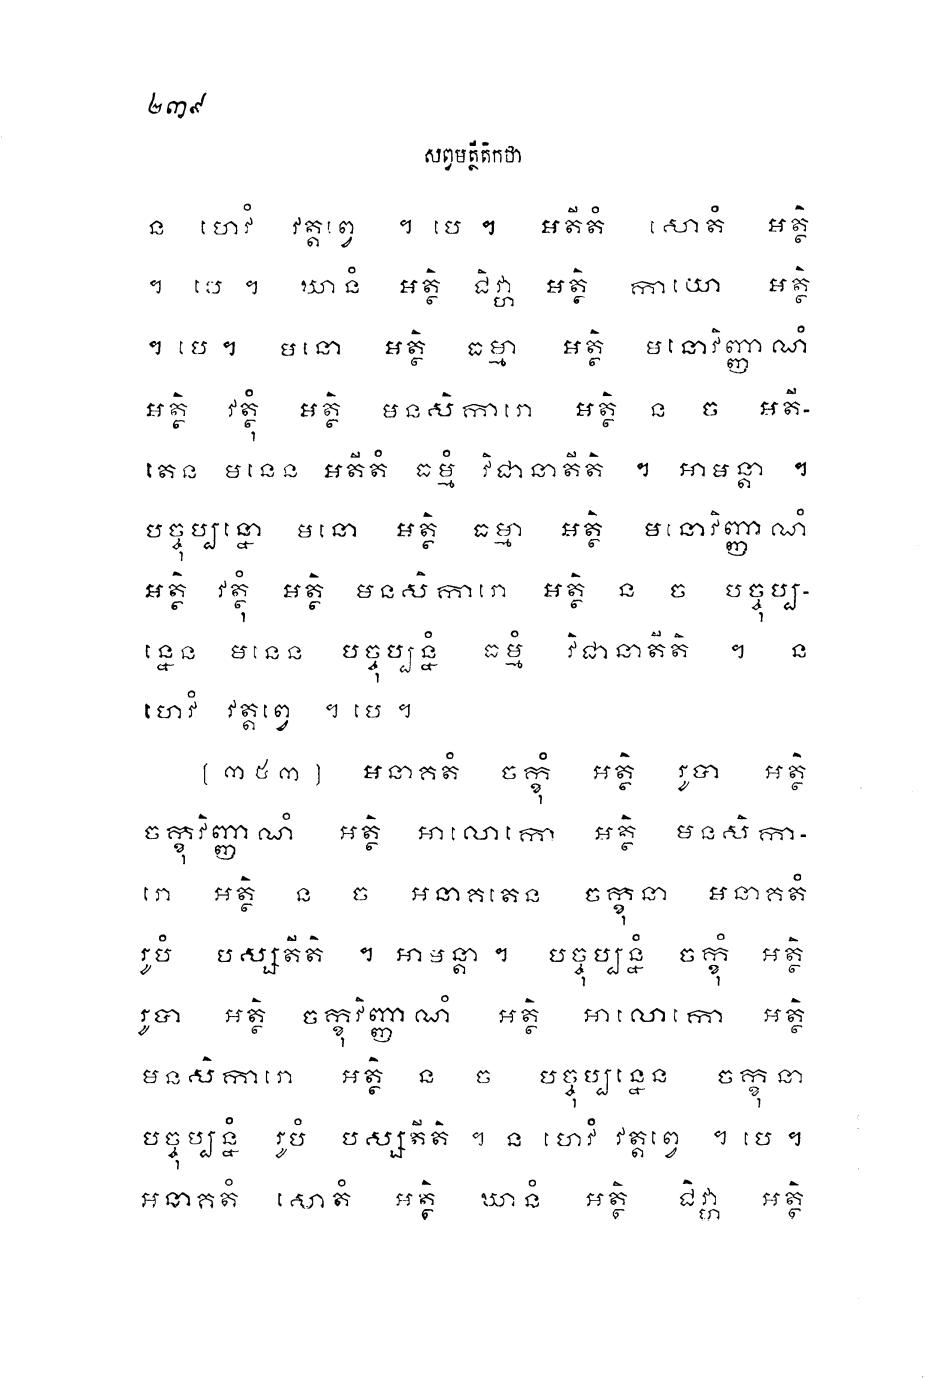 ២៣៩
សព្វមត្ថីតិកថា
ន ហេវំ វត្តព្វេ ។ បេ ។ អតីតំ សោតំ អត្ថិ
។ បេ ។ ឃានំ អត្ថិ ជិវ្ហា អត្ថិ កាយោ អត្ថិ
។ បេ ។ មនោ អត្ថិ ធម្មា អត្ថិ មនោវិញ្ញាណំ
អត្ថិ វត្ថុំ អត្ថិ មនសិការោ អត្ថិ ន ច អតី-
តេន មនេន អតីតំ ធម្មំ វិជានាតីតិ ។ អាមន្តា ។
បច្ចុប្បន្នោ មនោ អត្ថិ ធម្មា អត្ថិ មនោវិញ្ញាណំ
អត្ថិ វត្ថុំ អត្ថិ មនសិការោ អត្ថិ ន ច បច្ចុប្ប-
ន្នេន មនេន បច្ចុប្បន្នំ ធម្មំ វិជានាតីតិ ។ ន
ហេវំ វត្តព្វេ ។ បេ ។
(៣៥៣) អនាគតំ ចក្ខុំ អត្ថិ រូបា អត្ថិ
ចក្ខុវិញ្ញាណំ អត្ថិ អាលោកោ អត្ថិ មនសិកា-
រោ អត្ថិ ន ច អនាគតេន ចក្ខុនា អនាគតំ
រូបំ បស្សតីតិ ។ អាមន្តា ។ បច្ចុប្បន្នំ ចក្ខុំ អត្ថិ
រូបា អត្ថិ ចក្ខុវិញ្ញាណំ អត្ថិ អាលោកោ អត្ថិ
មនសិការោ អត្ថិ ន ច បច្ចុប្បន្នេន ចក្ខុនា
បច្ចុប្បន្នំ រូបំ បស្សតីតិ ។ ន ហេវំ វត្តព្វេ ។ បេ ។
អនាគតំ សោតំ អត្ថិ ឃានំ អត្ថិ ជិវ្ហា អត្ថិ